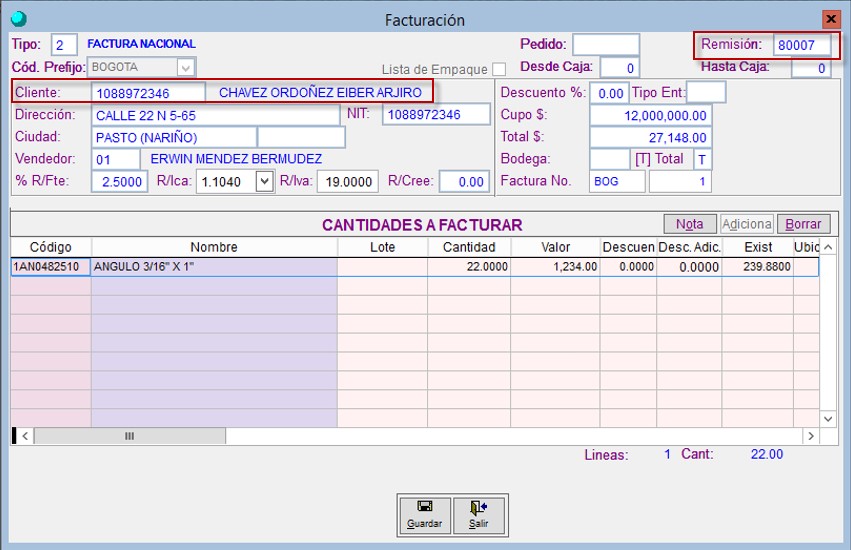 Facturación
Tipo: 2 FACTURA NACIONAL Pedido: Remisión: 80007
Cód. Prefijo: BOGOTA Lista de Empaque Desde Caja: 0 Hasta Caja: 0
Cliente: 1088972346 CHAVEZ ORDOÑEZ EIBER ARJIRO Descuento %: 0.00 Tipo Ent:
Dirección: CALLE 22 N 5-65 NIT: 1088972346 Cupo $: 12,000,000.00
Ciudad: PASTO (NARIÑO) Total $: 27,148.00
Vendedor: 01 ERWIN MENDEZ BERMUDEZ Bodega: [T] Total T
% R/Fte: 2.5000 R/Ica: 1.1040 R/Iva: 19.0000 R/Cree: 0.00 Factura No. BOG 1
CANTIDADES A FACTURAR Nota Adiciona Borrar
Código Nombre Lote Cantidad Valor Descuen Desc. Adic. Exist Ubic
1AN0482510 ANGULO 3/16" X 1" 22.0000 1,234.00 0.0000 0.0000 239.8800
Lineas: 1 Cant: 22.00
Guardar Salir